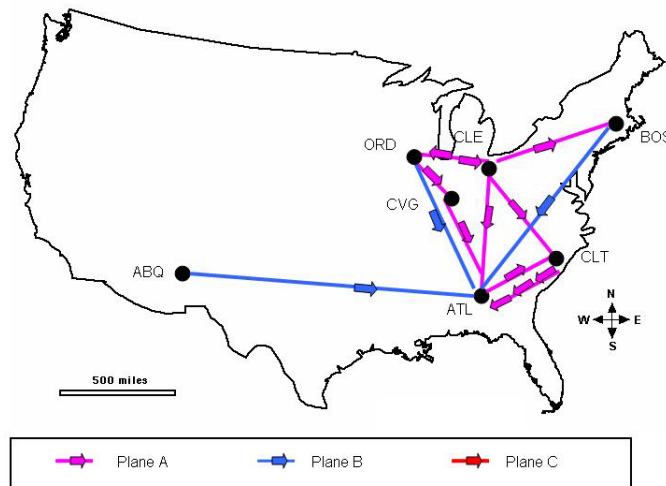 CLE
ORD
BOS
CVG
CLT
ABQ
ATL
N
W E
S
500 miles
Plane A Plane B Plane C